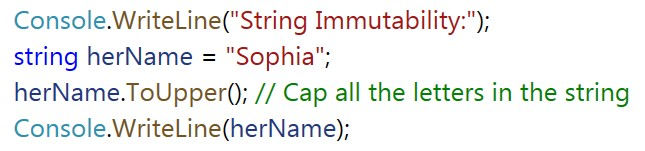 Console.WriteLine("String Immutability:");
string herName = "Sophia";
herName.ToUpper(); // Cap all the letters in the string
Console.WriteLine(herName);